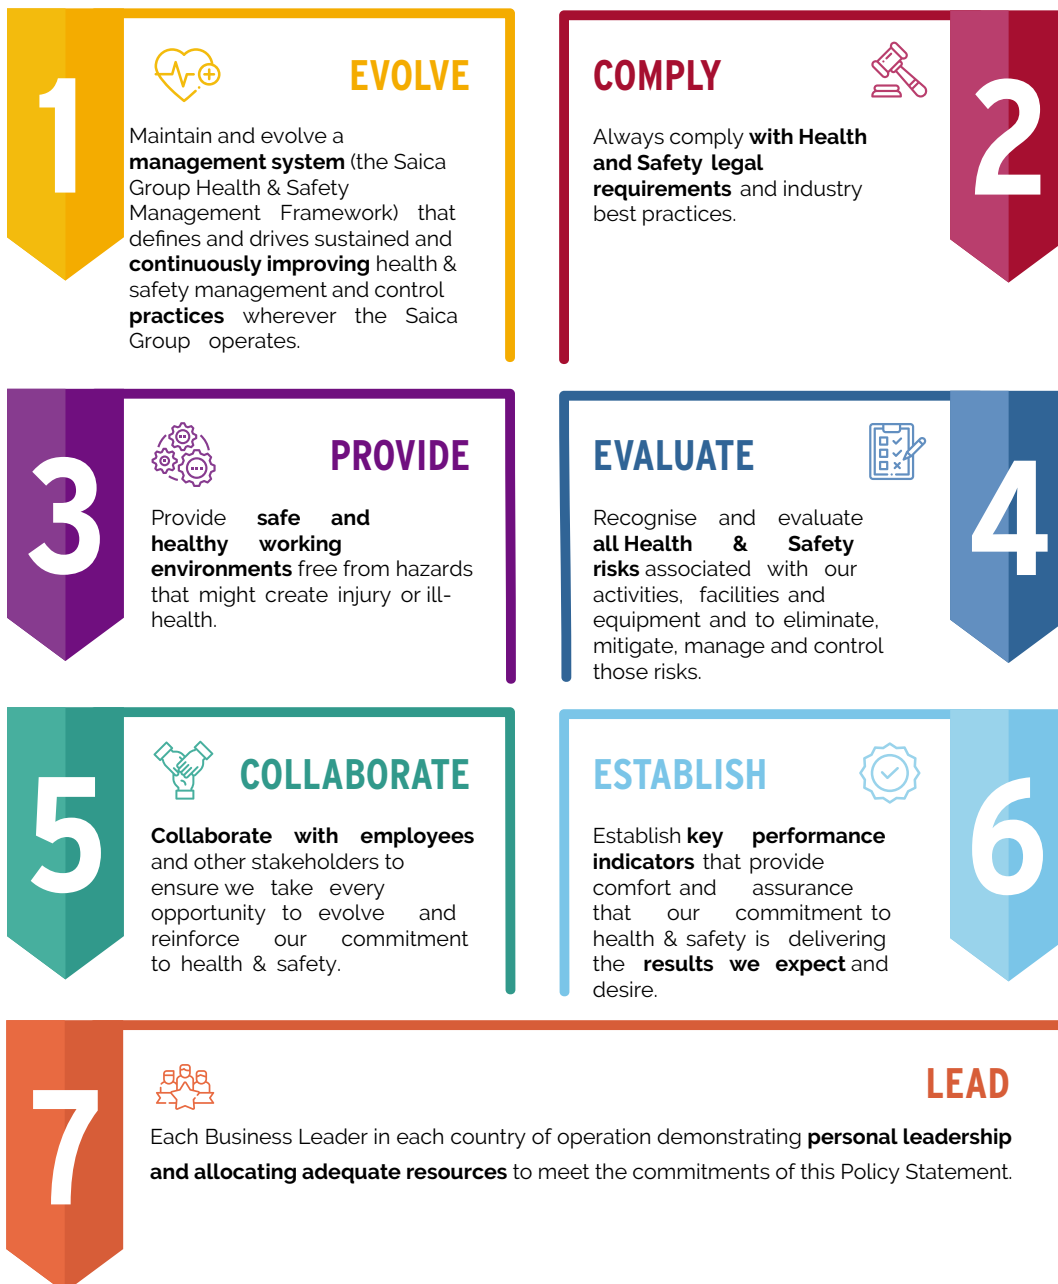 1
EVOLVE
Maintain and evolve a
management system (the Saica
Group Health & Safety
Management Framework) that
defines and drives sustained and
continuously improving health &
safety management and control
practices wherever the Saica
Group operates.
2
COMPLY
Always comply with Health
and Safety legal
requirements and industry
best practices.
3
PROVIDE
Provide safe and
healthy working
environments free from hazards
that might create injury or ill-
health.
4
EVALUATE
Recognise and evaluate
all Health & Safety
risks associated with our
activities, facilities and
equipment and to eliminate,
mitigate, manage and control
those risks.
5
COLLABORATE
Collaborate with employees
and other stakeholders to
ensure we take every
opportunity to evolve and
reinforce our commitment
to health & safety.
6
ESTABLISH
Establish key performance
indicators that provide
comfort and assurance
that our commitment to
health & safety is delivering
the results we expect and
desire.
7
LEAD
Each Business Leader in each country of operation demonstrating personal leadership
and allocating adequate resources to meet the commitments of this Policy Statement.